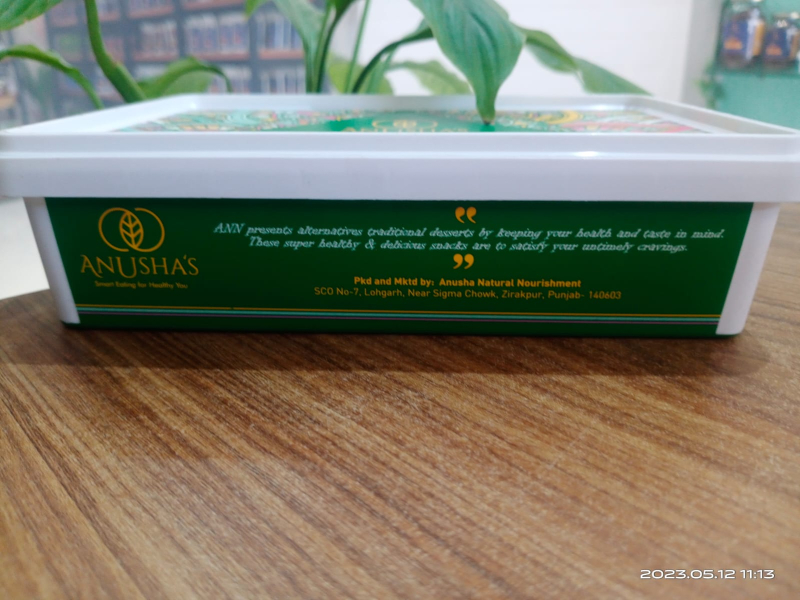 ANUSHA'S
Smart Eating for Healthy You
❝
ANN presents alternatives traditional desserts by keeping your health and taste in mind.
These super healthy & delicious snacks are to satisfy your untimely cravings.
❞
Pkd and Mktd by: Anusha Natural Nourishment
SCO No-7, Lohgarh, Near Sigma Chowk, Zirakpur, Punjab- 140603
2023.05.12 11:13